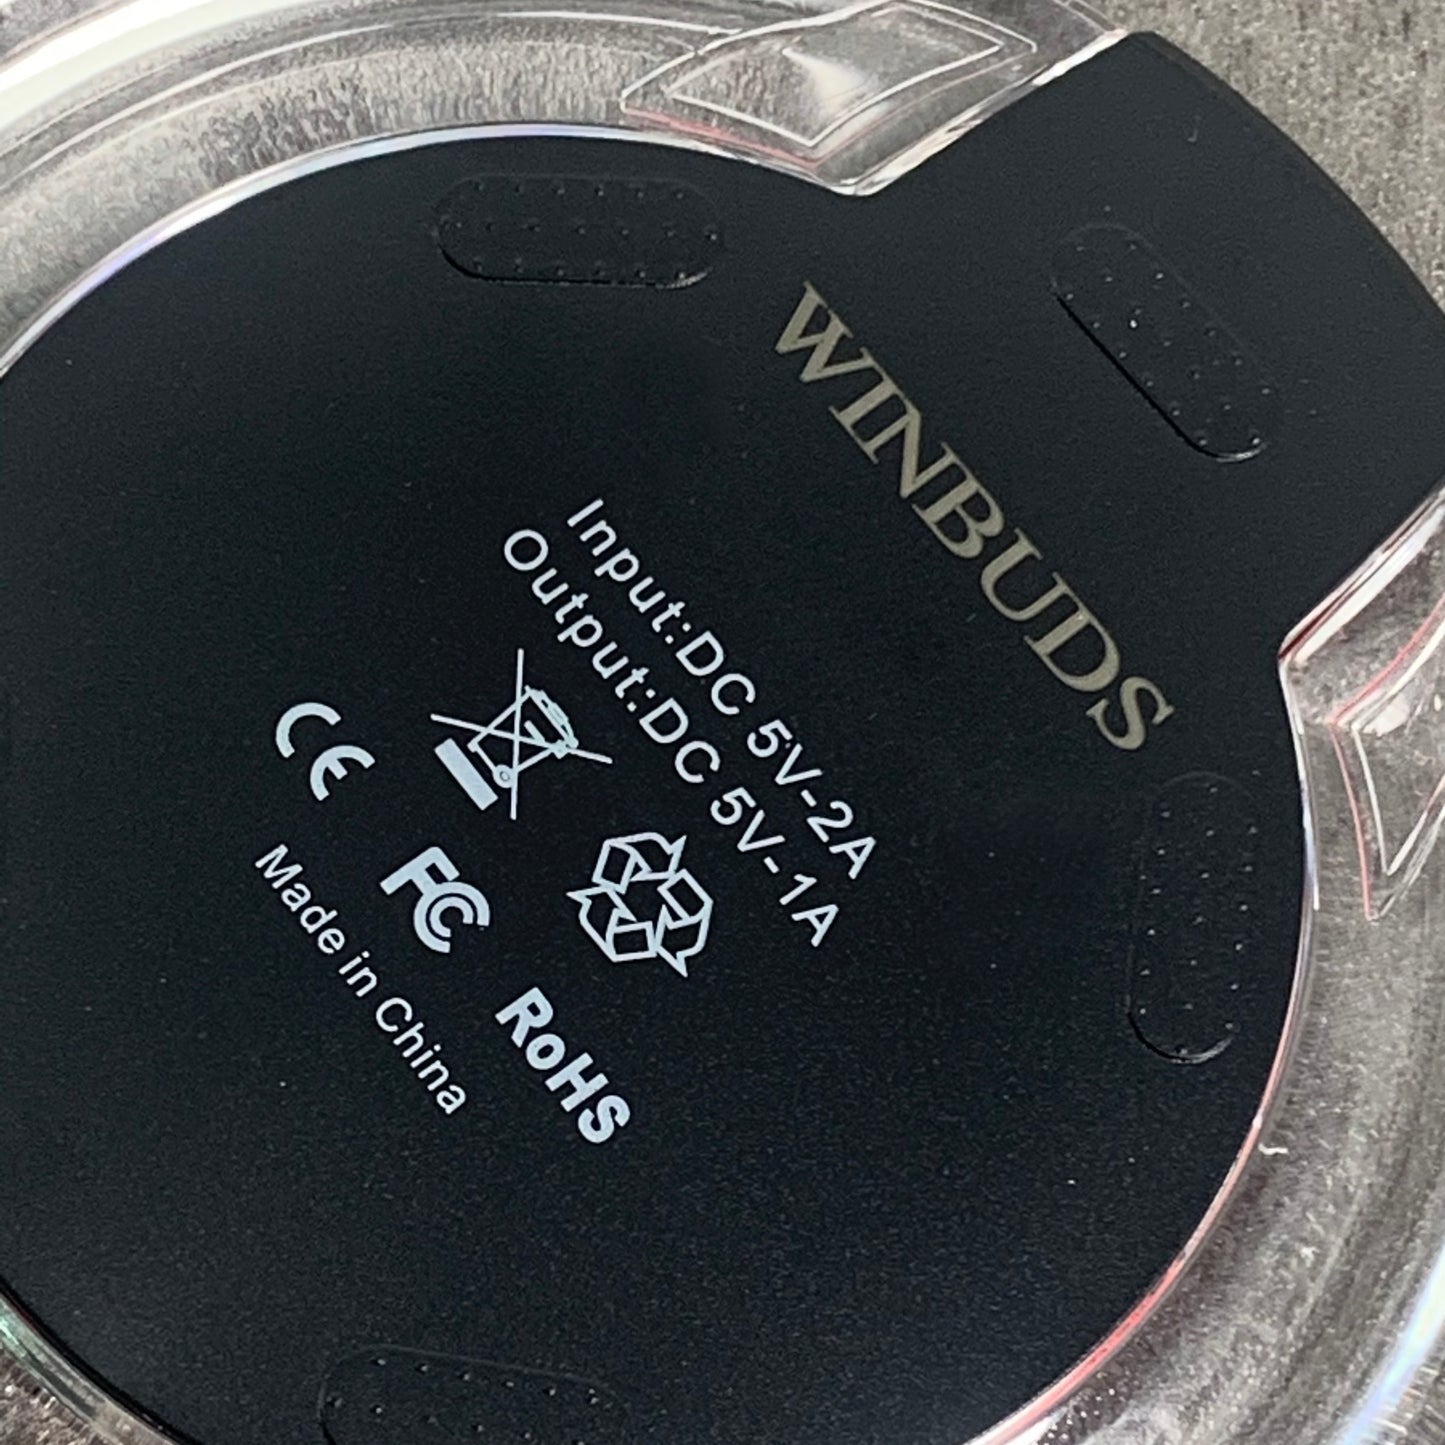 WINBUDS
Input:DC 5V-2A
Output:DC 5V-1A
CE FC RoHS
Made in China